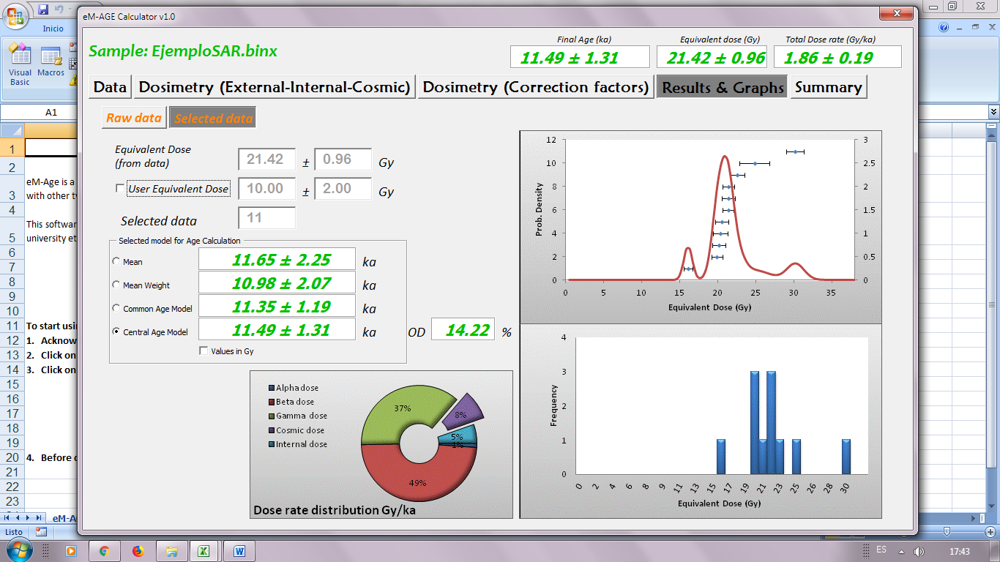 eM-AGE Calculator v1.0
Inicio
Visual Basic
Macros
A1
Sample: EjemploSAR.binx
Final Age (ka)
Equivalent dose (Gy)
Total Dose rate (Gy/ka)
11.49 ± 1.31
21.42 ± 0.96
1.86 ± 0.19
Data
Dosimetry (External-Internal-Cosmic)
Dosimetry (Correction factors)
Results & Graphs
Summary
Raw data
Selected data
Equivalent Dose
(from data)
21.42 ± 0.96 Gy
User Equivalent Dose 10.00 ± 2.00 Gy
Selected data 11
Selected model for Age Calculation
Mean 11.65 ± 2.25 ka
Mean Weight 10.98 ± 2.07 ka
Common Age Model 11.35 ± 1.19 ka
Central Age Model 11.49 ± 1.31 ka
OD 14.22 %
Values in Gy
Alpha dose
Beta dose
Gamma dose
Cosmic dose
Internal dose
37%
8%
5%
1%
49%
Dose rate distribution Gy/ka
12
10
8
6
4
2
0
Prob. Density
3
2.5
2
1.5
1
0.5
0
0 5 10 15 20 25 30 35
Equivalent Dose (Gy)
4
3
2
1
0
Frequency
0 2 4 6 8 9 11 13 15 17 19 21 23 24 26 28 30
Equivalent Dose (Gy)
1
2
3
4
5
6
7
8
9
10
11
12
13
14
15
16
17
18
19
20
21
22
23
eM-Age is a
with other
This softwar
university et
To start usin
1. Acknow
2. Click on
3. Click on
4. Before
eM-A
Listo
ES
17:43